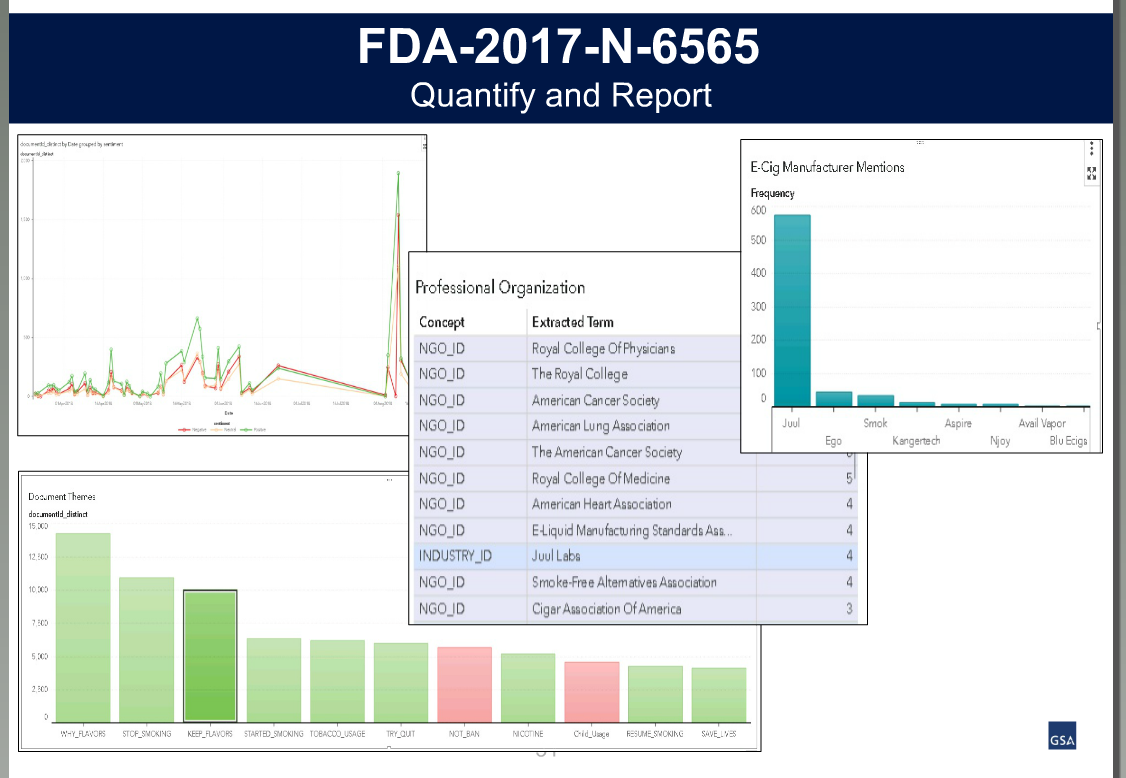 FDA-2017-N-6565
Quantify and Report
documentId_distinct by Date grouped by sentiment
documentId_distinct
Date
sentiment
Negative Neutral Positive
E-Cig Manufacturer Mentions
Frequency
600
500
400
300
200
100
0
Juul Smok Aspire Avail Vapor
Ego Kangertech Njoy Blu Ecigs
Professional Organization
Concept Extracted Term
NGO_ID Royal College Of Physicians
NGO_ID The Royal College
NGO_ID American Cancer Society
NGO_ID American Lung Association
NGO_ID The American Cancer Society
NGO_ID Royal College Of Medicine 5
NGO_ID American Heart Association 4
NGO_ID E-Liquid Manufacturing Standards Ass... 4
INDUSTRY_ID Juul Labs 4
NGO_ID Smoke-Free Alternatives Association 4
NGO_ID Cigar Association Of America 3
Document Themes
documentId_distinct
15,000
12,500
10,000
7,500
5,000
2,500
0
WHY_FLAVORS STOP_SMOKING KEEP_FLAVORS STARTED_SMOKING TOBACCO_USAGE TRY_QUIT NOT_BAN NICOTINE Child_Usage RESUME_SMOKING SAVE_LIVES
GSA